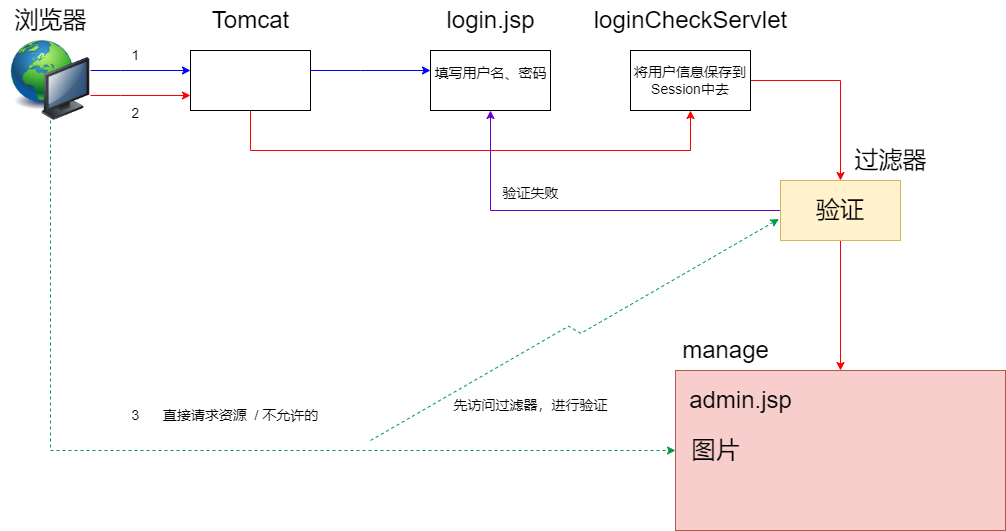 浏览器
Tomcat
login.jsp
loginCheckServlet
1
2
填写用户名、密码
将用户信息保存到
Session中去
过滤器
验证失败
验证
manage
3 直接请求资源 / 不允许的
先访问过滤器，进行验证
admin.jsp
图片